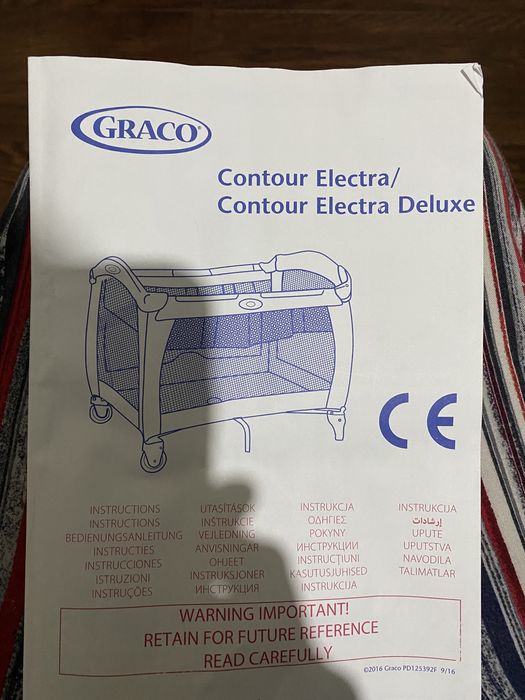 GRACO®
Contour Electra/
Contour Electra Deluxe
CE
INSTRUCTIONS
INSTRUCTIONS
BEDIENUNGSANLEITUNG
INSTRUCTIES
INSTRUCCIONES
ISTRUZIONI
INSTRUÇÕES
UTASÍTÁSOK
INŠTRUKCIE
VEJLEDNING
ANVISNINGAR
OHJEET
INSTRUKSJONER
ИНСТРУКЦИЯ
INSTRUKCJA
ΟΔΗΓΙΕΣ
POKYNY
ИНСТРУКЦИИ
INSTRUCŢIUNI
KASUTUSJUHISED
INSTRUKCIJA
INSTRUKCIJA
إرشادات
UPUTE
UPUTSTVA
NAVODILA
TALIMATLAR
WARNING IMPORTANT!
RETAIN FOR FUTURE REFERENCE
READ CAREFULLY
©2016 Graco PD125392F 9/16